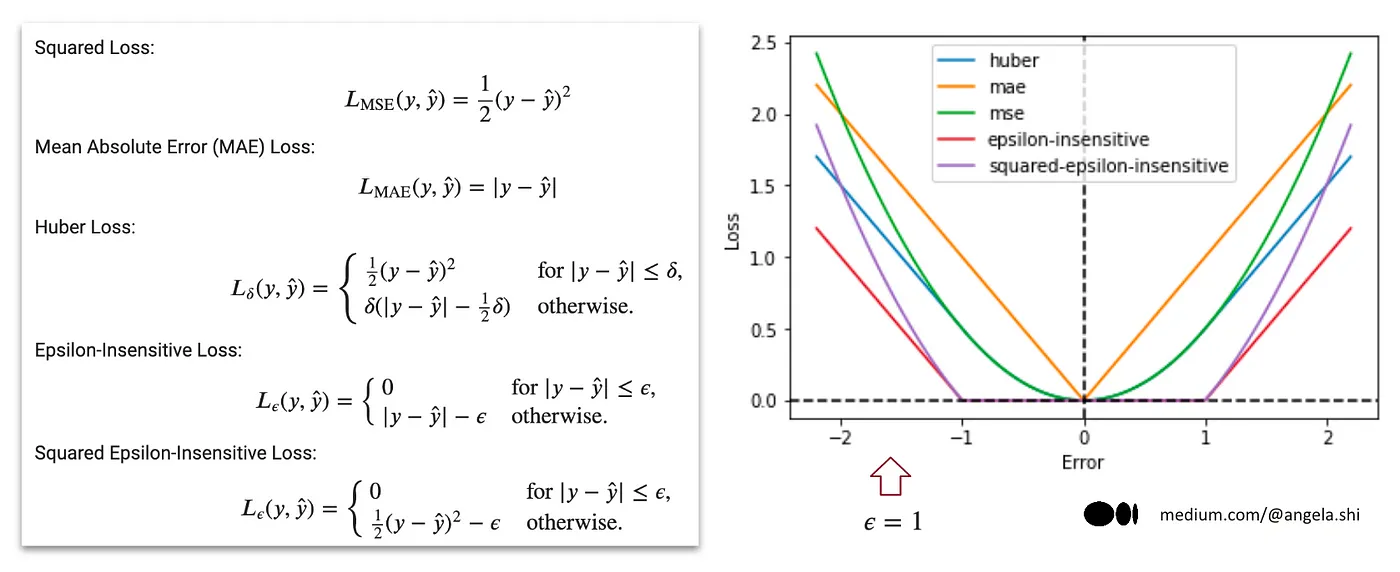 Squared Loss:
L_MSE(y, ŷ) = 1/2 (y − ŷ)²
Mean Absolute Error (MAE) Loss:
L_MAE(y, ŷ) = |y − ŷ|
Huber Loss:
L_δ(y, ŷ) = { 1/2 (y − ŷ)² for |y − ŷ| ≤ δ,
δ(|y − ŷ| − 1/2 δ) otherwise.
Epsilon-Insensitive Loss:
L_ϵ(y, ŷ) = { 0 for |y − ŷ| ≤ ϵ,
|y − ŷ| − ϵ otherwise.
Squared Epsilon-Insensitive Loss:
L_ϵ(y, ŷ) = { 0 for |y − ŷ| ≤ ϵ,
1/2 (y − ŷ)² − ϵ otherwise.
huber
mae
mse
epsilon-insensitive
squared-epsilon-insensitive
2.5
2.0
1.5
1.0
0.5
0.0
Loss
−2 −1 0 1 2
Error
ϵ = 1
medium.com/@angela.shi